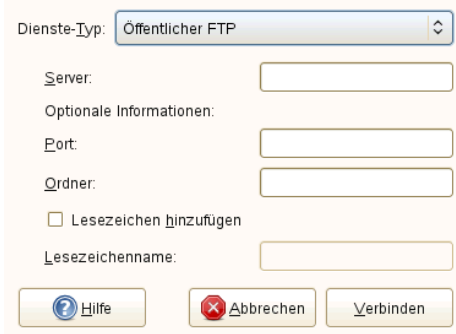 Dienste-Typ: Öffentlicher FTP
Server:
Optionale Informationen:
Port:
Ordner:
Lesezeichen hinzufügen
Lesezeichenname:
Hilfe Abbrechen Verbinden